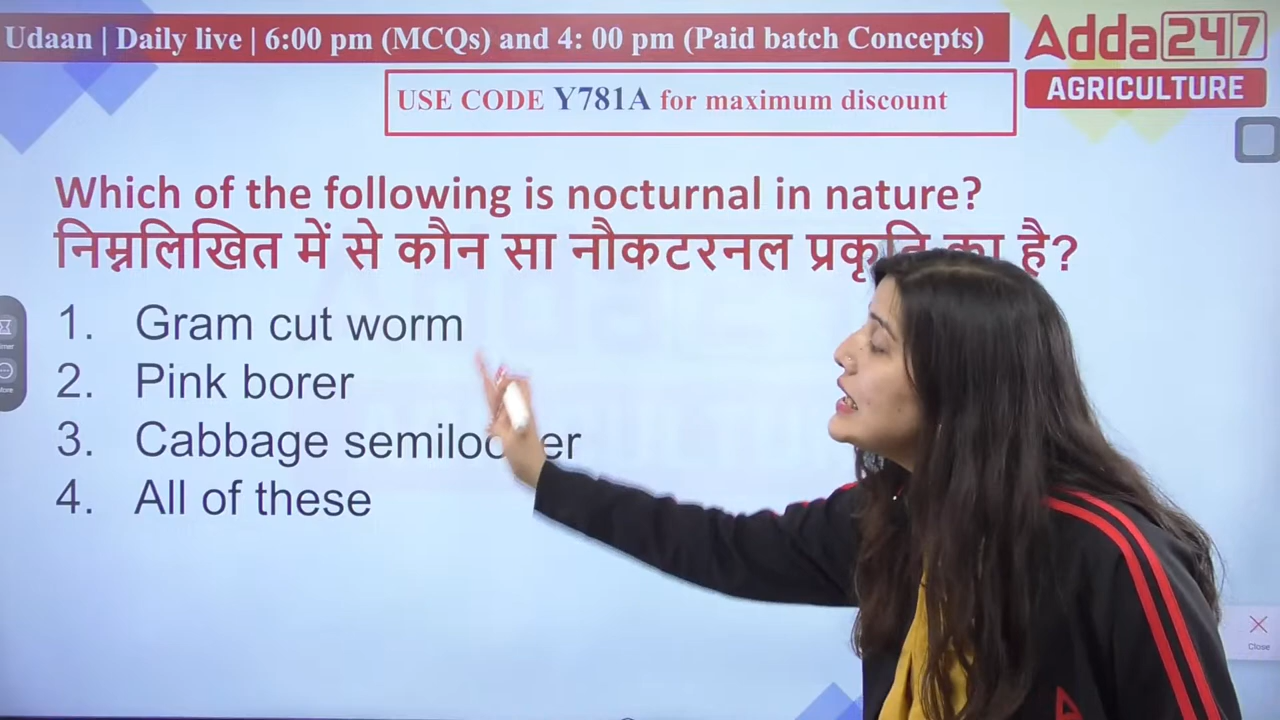 Udaan | Daily live | 6:00 pm (MCQs) and 4: 00 pm (Paid batch Concepts)
Adda247
AGRICULTURE
USE CODE Y781A for maximum discount
Which of the following is nocturnal in nature?
निम्नलिखित में से कौन सा नौकटरनल प्रकृति का है?
1. Gram cut worm
2. Pink borer
3. Cabbage semilooper
4. All of these
Close